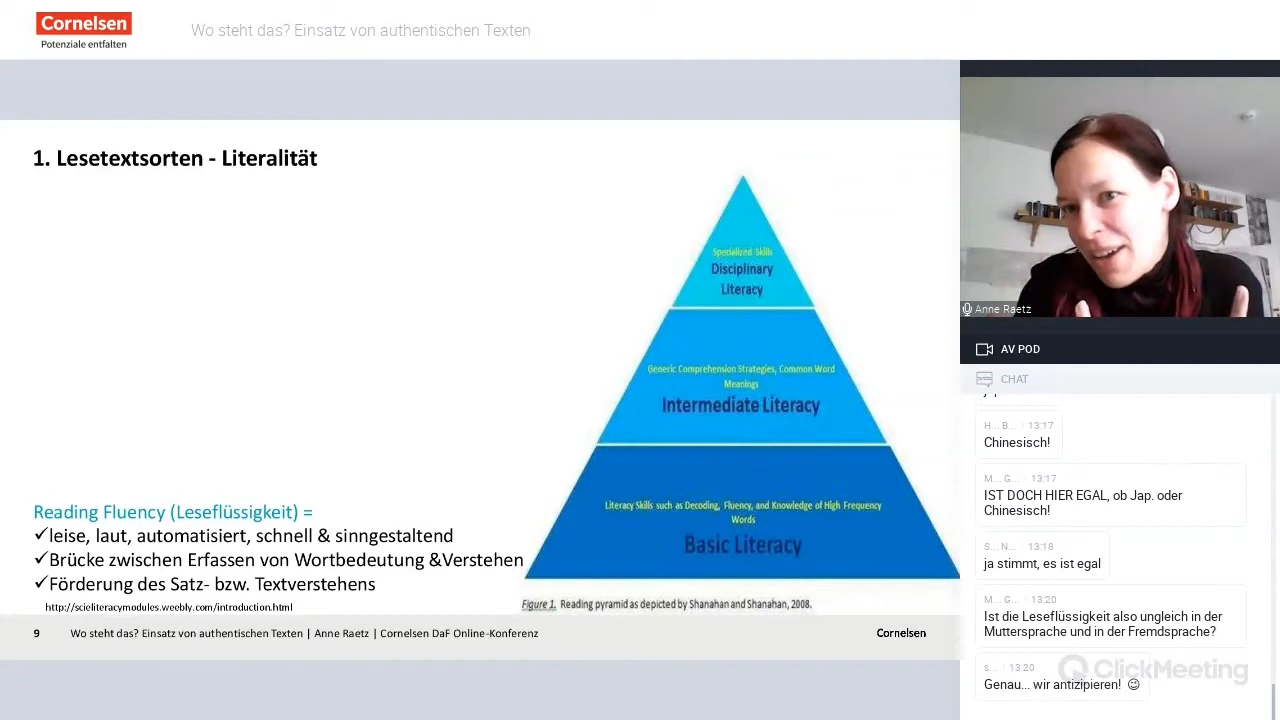 Cornelsen
Potenziale entfalten
Wo steht das? Einsatz von authentischen Texten
1. Lesetextsorten - Literalität
Specialized Skills
Disciplinary
Literacy
Generic Comprehension Strategies, Common Word
Meanings
Intermediate Literacy
Literacy Skills such as Decoding, Fluency, and Knowledge of High Frequency
Words
Basic Literacy
Reading Fluency (Leseflüssigkeit) =
✓leise, laut, automatisiert, schnell & sinngestaltend
✓Brücke zwischen Erfassen von Wortbedeutung &Verstehen
✓Förderung des Satz- bzw. Textverstehens
http://scieliteracymodules.weebly.com/introduction.html
Figure 1. Reading pyramid as depicted by Shanahan and Shanahan, 2008.
9 Wo steht das? Einsatz von authentischen Texten | Anne Raetz | Cornelsen DaF Online-Konferenz
Cornelsen
Anne Raetz
AV POD
CHAT
H... B... 13:17
Chinesisch!
M... G... 13:17
IST DOCH HIER EGAL, ob Jap. oder
Chinesisch!
S... N... 13:18
ja stimmt, es ist egal
M... G... 13:20
Ist die Leseflüssigkeit also ungleich in der
Muttersprache und in der Fremdsprache?
s... 13:20
Genau... wir antizipieren! 😉
ClickMeeting